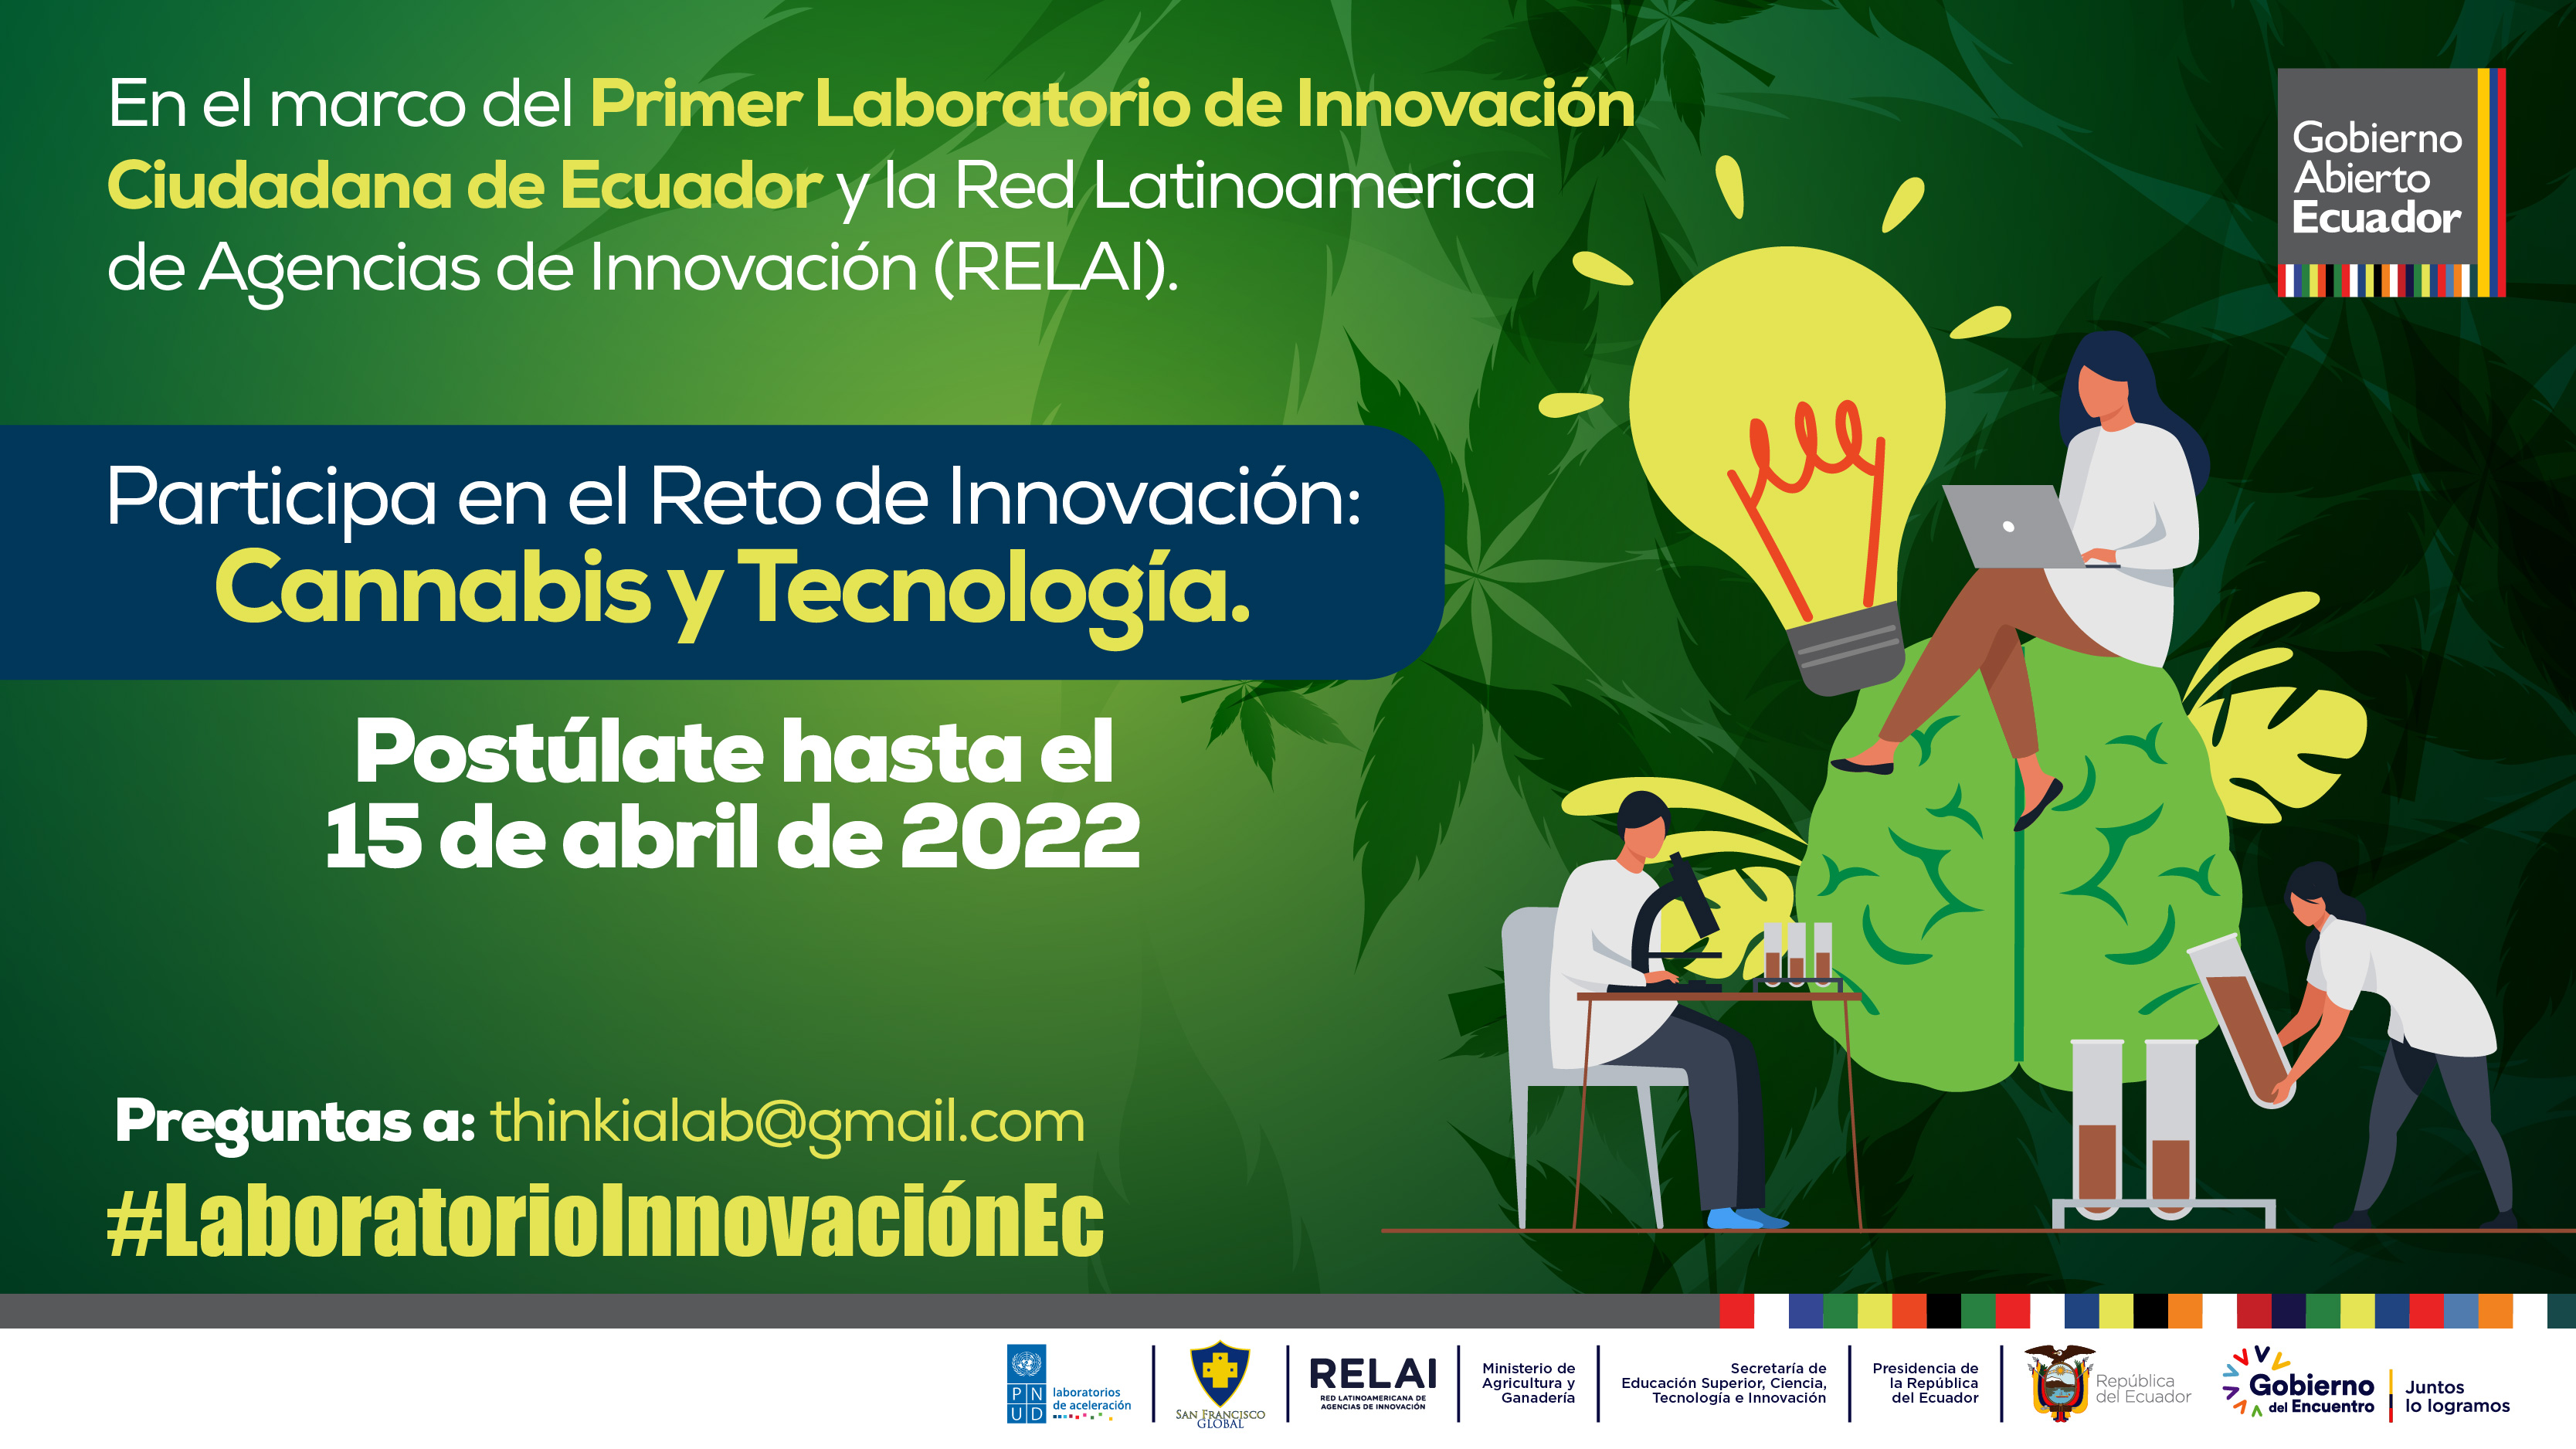 En el marco del Primer Laboratorio de Innovación
Ciudadana de Ecuador y la Red Latinoamerica
de Agencias de Innovación (RELAI).
Gobierno
Abierto
Ecuador
Participa en el Reto de Innovación:
Cannabis y Tecnología.
Postúlate hasta el
15 de abril de 2022
Preguntas a: thinkialab@gmail.com
#LaboratorioInnovaciónEc
PN
UD
laboratorios
de aceleración
SAN FRANCISCO
GLOBAL
RELAI
RED LATINOAMERICANA DE
AGENCIAS DE INNOVACIÓN
Ministerio de
Agricultura y
Ganadería
Secretaría de
Educación Superior, Ciencia,
Tecnología e Innovación
Presidencia de
la República
del Ecuador
República
del Ecuador
Gobierno
del Encuentro
Juntos
lo logramos